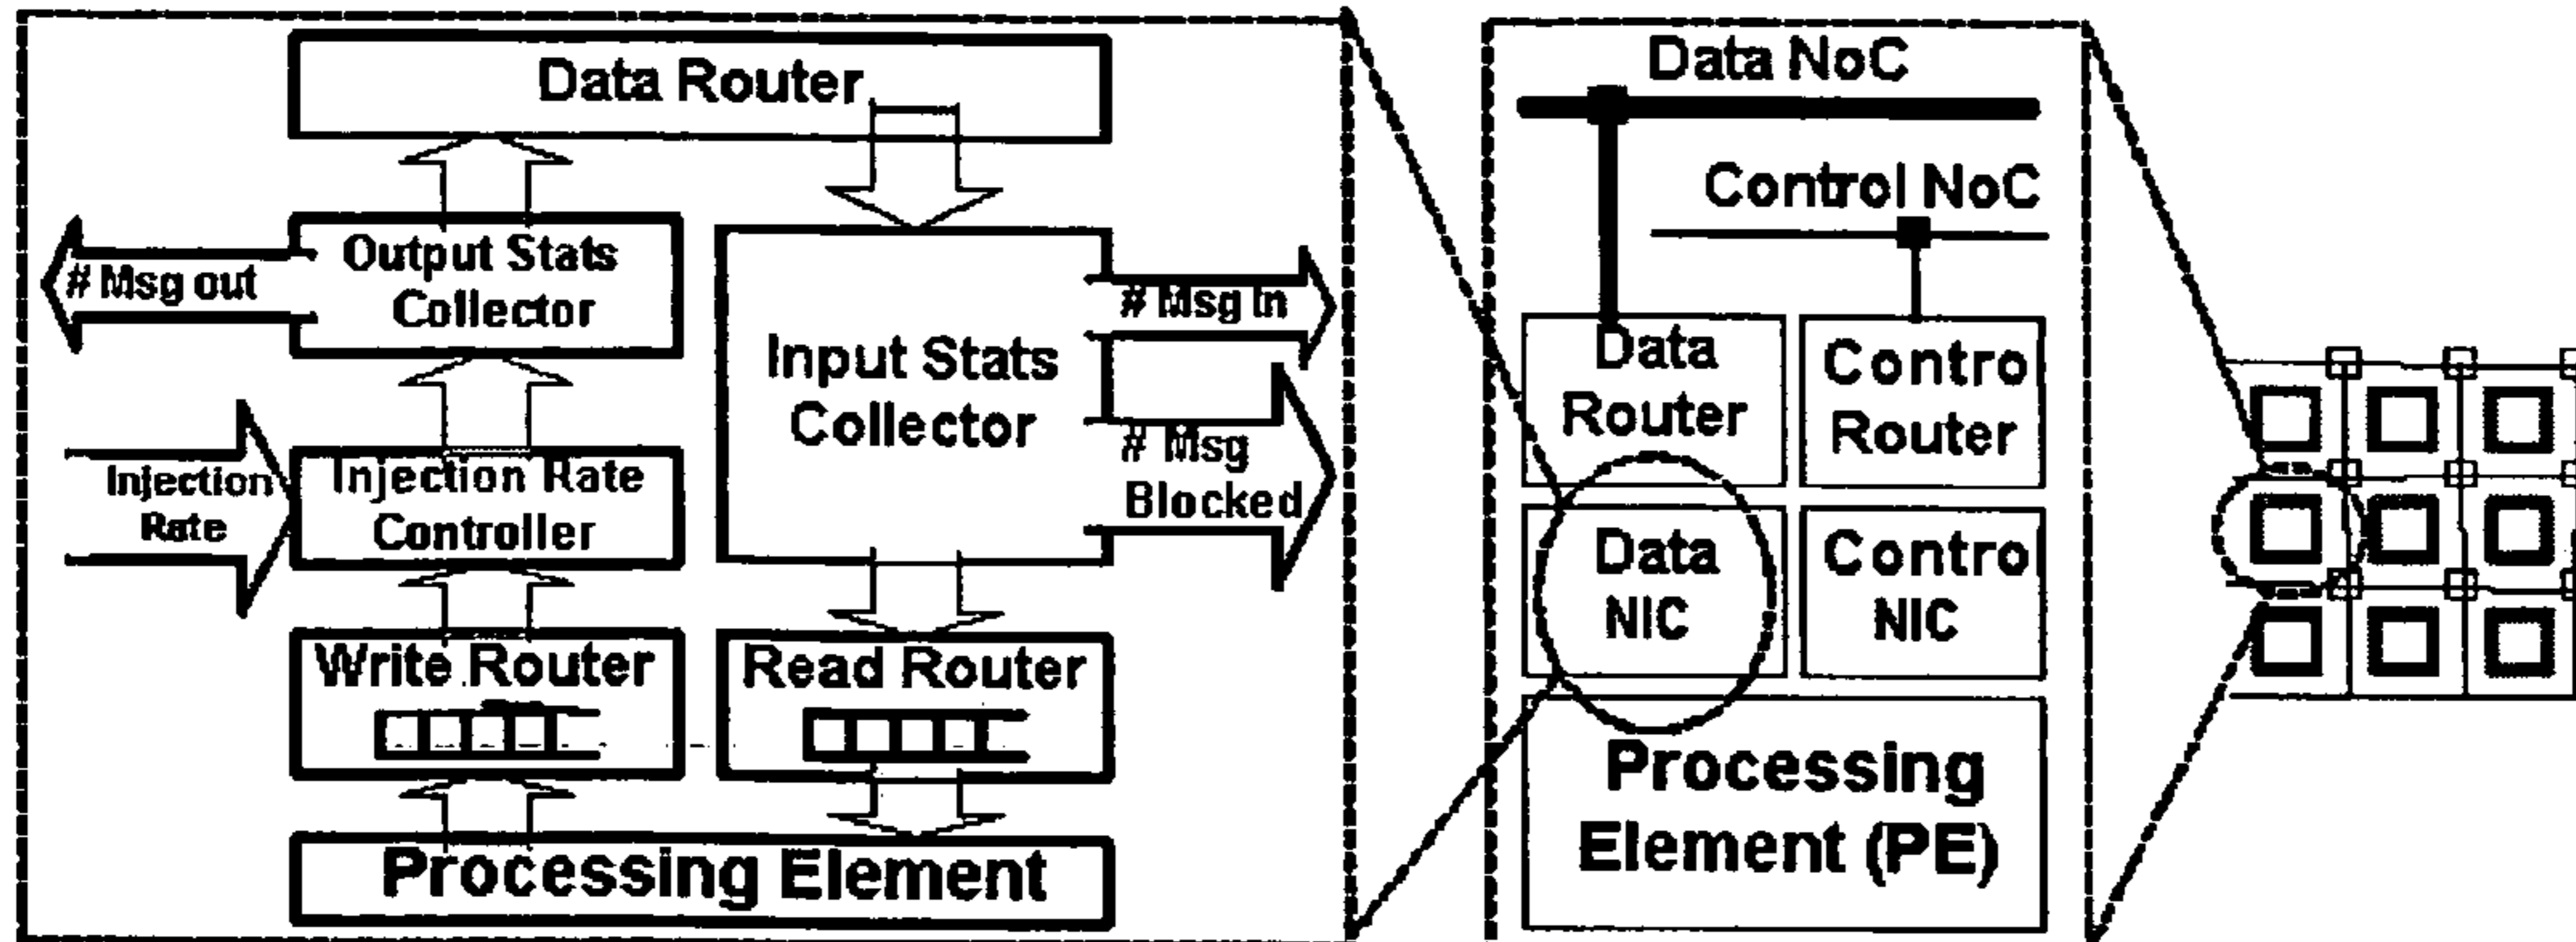 Data Router
Output Stats
Collector
# Msg out
Input Stats
Collector
# Msg In
# Msg
Blocked
Injection
Rate
Injection Rate
Controller
Write Router
Read Router
Processing Element
Data NoC
Control NoC
Data
Router
Contro
Router
Data
NIC
Contro
NIC
Processing
Element (PE)